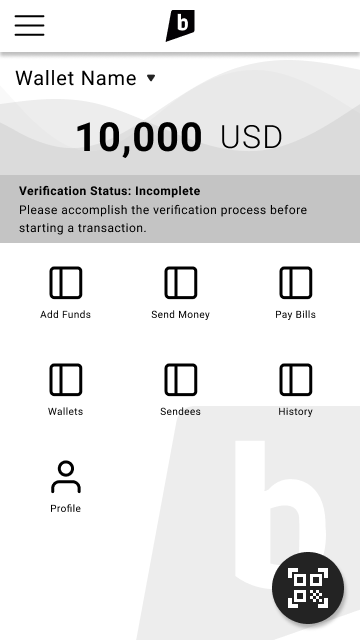 b
Wallet Name
10,000 USD
Verification Status: Incomplete
Please accomplish the verification process before
starting a transaction.
Add Funds
Send Money
Pay Bills
Wallets
Sendees
History
Profile
b